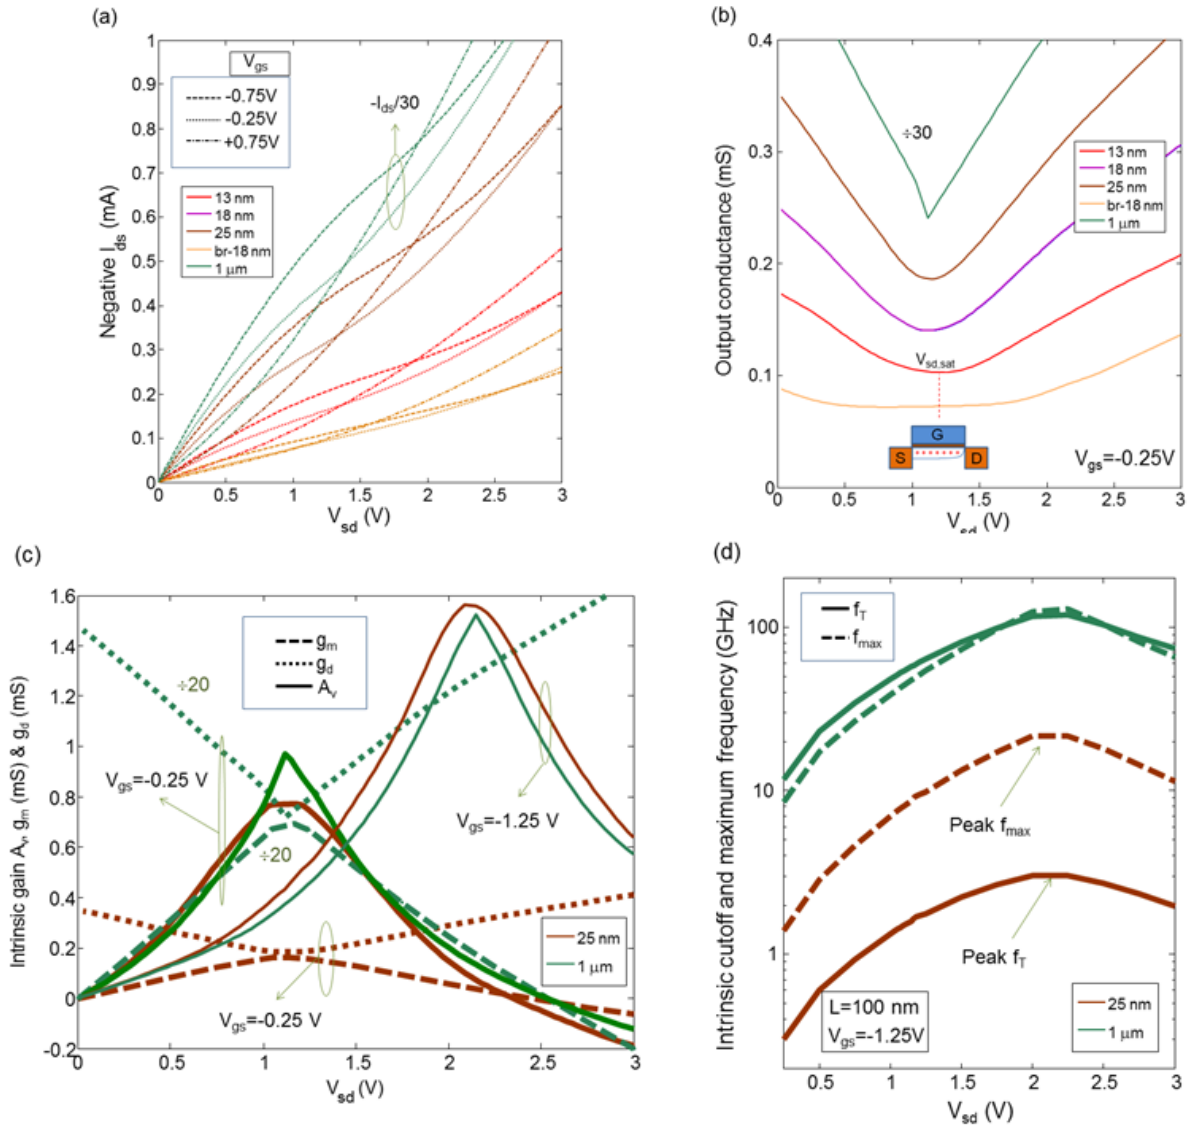 (a)
1
0.9
0.8
0.7
0.6
0.5
0.4
0.3
0.2
0.1
0
Negative I_ds (mA)
V_gs
-0.75V
-0.25V
+0.75V
-I_ds/30
13 nm
18 nm
25 nm
br-18 nm
1 μm
0 0.5 1 1.5 2 2.5 3
V_sd (V)
(b)
0.4
0.3
0.2
0.1
0
Output conductance (mS)
÷30
13 nm
18 nm
25 nm
br-18 nm
1 μm
V_sd,sat
G
S D
V_gs=-0.25V
0 0.5 1 1.5 2 2.5 3
V_sd (V)
(c)
1.6
1.4
1.2
1
0.8
0.6
0.4
0.2
0
-0.2
Intrinsic gain A_v, g_m (mS) & g_d (mS)
g_m
g_d
A_v
÷20
V_gs=-0.25 V
÷20
V_gs=-1.25 V
V_gs=-0.25 V
25 nm
1 μm
0 0.5 1 1.5 2 2.5 3
V_sd (V)
(d)
100
10
1
Intrinsic cutoff and maximum frequency (GHz)
f_T
f_max
Peak f_max
Peak f_T
L=100 nm
V_gs=-1.25V
25 nm
1 μm
0.5 1 1.5 2 2.5 3
V_sd (V)